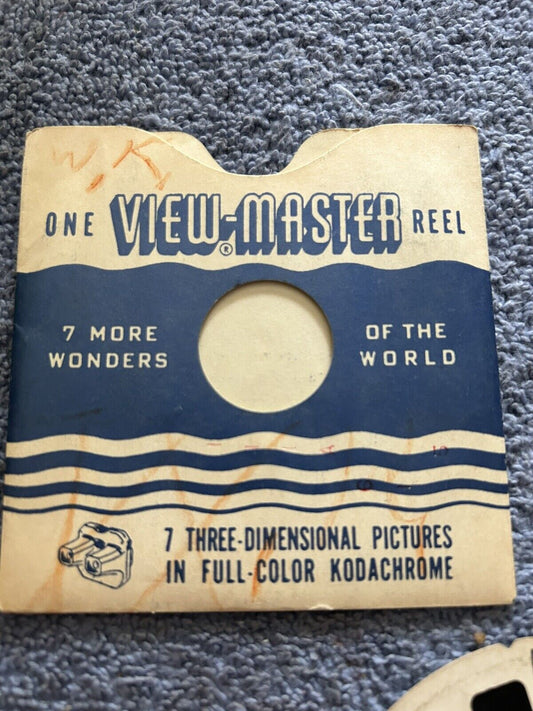 W.K.
ONE VIEW-MASTER® REEL
7 MORE WONDERS
OF THE WORLD
7 THREE-DIMENSIONAL PICTURES
IN FULL-COLOR KODACHROME